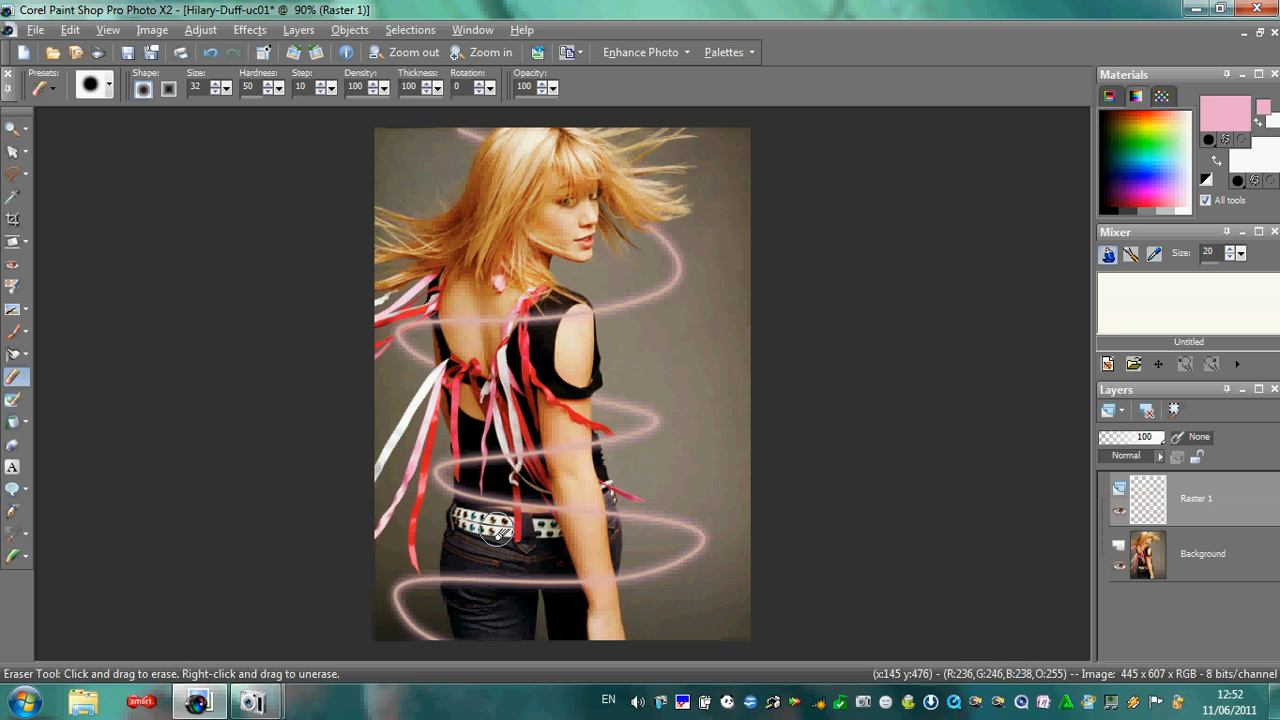 Corel Paint Shop Pro Photo X2 - [Hilary-Duff-uc01* @ 90% (Raster 1)]
File Edit View Image Adjust Effects Layers Objects Selections Window Help
Zoom out Zoom in Enhance Photo Palettes
Presets: Shape: Size: Hardness: Step: Density: Thickness: Rotation: Opacity:
32 50 10 100 100 0 100
Materials
All tools
Mixer
Size: 20
Untitled
Layers
100 None
Normal
Raster 1
Background
Eraser Tool: Click and drag to erase. Right-click and drag to unerase.
(x:145 y:476) - (R:236,G:246,B:238,O:255) -- Image: 445 x 607 x RGB - 8 bits/channel
smart.
EN
12:52
11/06/2011